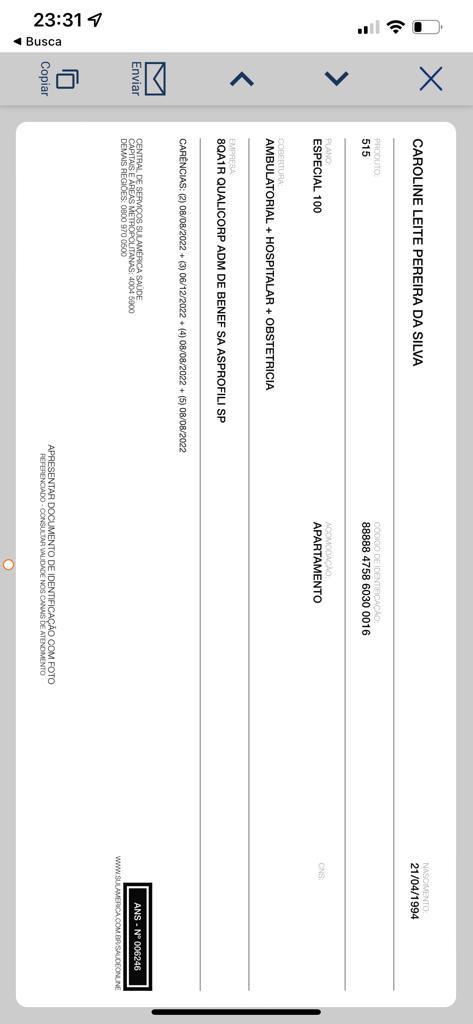 23:31
◀ Busca
Copiar
Enviar
CAROLINE LEITE PEREIRA DA SILVA
NASCIMENTO:
21/04/1994
PRODUTO:
515
CÓDIGO DE IDENTIFICAÇÃO:
88888 4758 6030 0016
PLANO:
ESPECIAL 100
ACOMODAÇÃO:
APARTAMENTO
CNS:
COBERTURA:
AMBULATORIAL + HOSPITALAR + OBSTETRICIA
EMPRESA
8QA1R QUALICORP ADM DE BENEF SA ASPROFILI SP
CARÊNCIAS: (2) 08/08/2022 + (3) 06/12/2022 + (4) 08/08/2022 + (5) 08/08/2022
CENTRAL DE SERVIÇOS SULAMÉRICA SAÚDE
CAPITAIS E ÁREAS METROPOLITANAS: 4004 5900
DEMAIS REGIÕES: 0800 970 0500
ANS - Nº 006246
WWW.SULAMERICA.COM.BR/SAUDEONLINE
APRESENTAR DOCUMENTO DE IDENTIFICAÇÃO COM FOTO
REFERENCIADO - CONSULTAR VALIDADE NOS CANAIS DE ATENDIMENTO